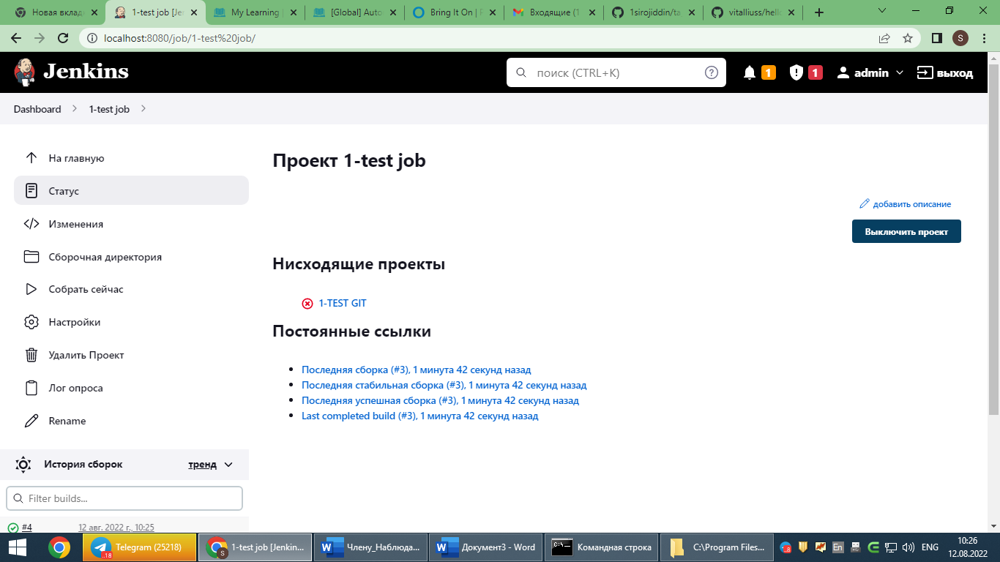 Новая вклад
1-test job [Je
My Learning
[Global] Auto
Bring It On | F
Входящие (1
1sirojiddin/ta
vitalliuss/hell
localhost:8080/job/1-test%20job/
S
Jenkins
поиск (CTRL+K)
1
1
admin
выход
Dashboard
1-test job
На главную
Статус
Изменения
Сборочная директория
Собрать сейчас
Настройки
Удалить Проект
Лог опроса
Rename
Проект 1-test job
добавить описание
Выключить проект
Нисходящие проекты
1-TEST GIT
Постоянные ссылки
Последняя сборка (#3), 1 минута 42 секунд назад
Последняя стабильная сборка (#3), 1 минута 42 секунд назад
Последняя успешная сборка (#3), 1 минута 42 секунд назад
Last completed build (#3), 1 минута 42 секунд назад
История сборок
тренд
Filter builds...
#4
12 авг. 2022 г., 10:25
Telegram (25218)
1-test job [Jenkin...
Члену_Наблюда...
Документ3 - Word
Командная строка
C:\Program Files...
En
ENG
10:26
12.08.2022